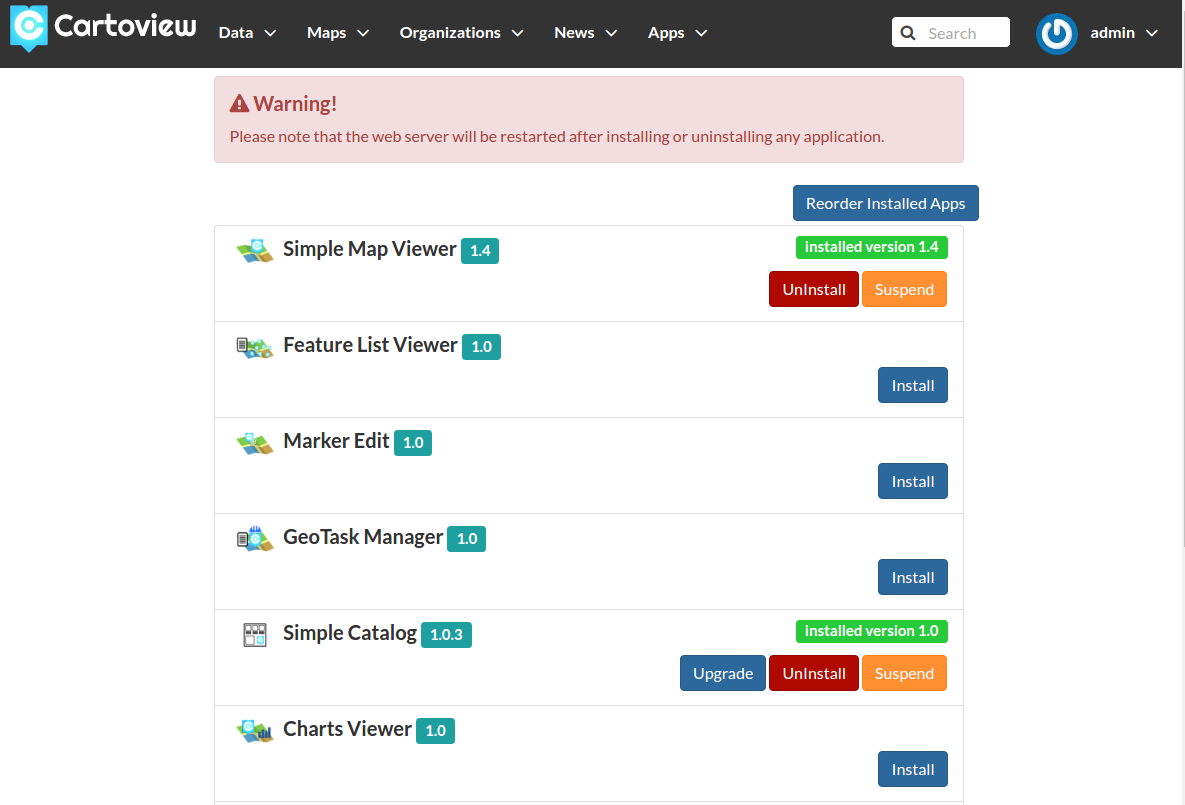 Cartoview Data Maps Organizations News Apps Search admin
Warning!
Please note that the web server will be restarted after installing or uninstalling any application.
Reorder Installed Apps
Simple Map Viewer 1.4 installed version 1.4
UnInstall Suspend
Feature List Viewer 1.0
Install
Marker Edit 1.0
Install
GeoTask Manager 1.0
Install
Simple Catalog 1.0.3 installed version 1.0
Upgrade UnInstall Suspend
Charts Viewer 1.0
Install